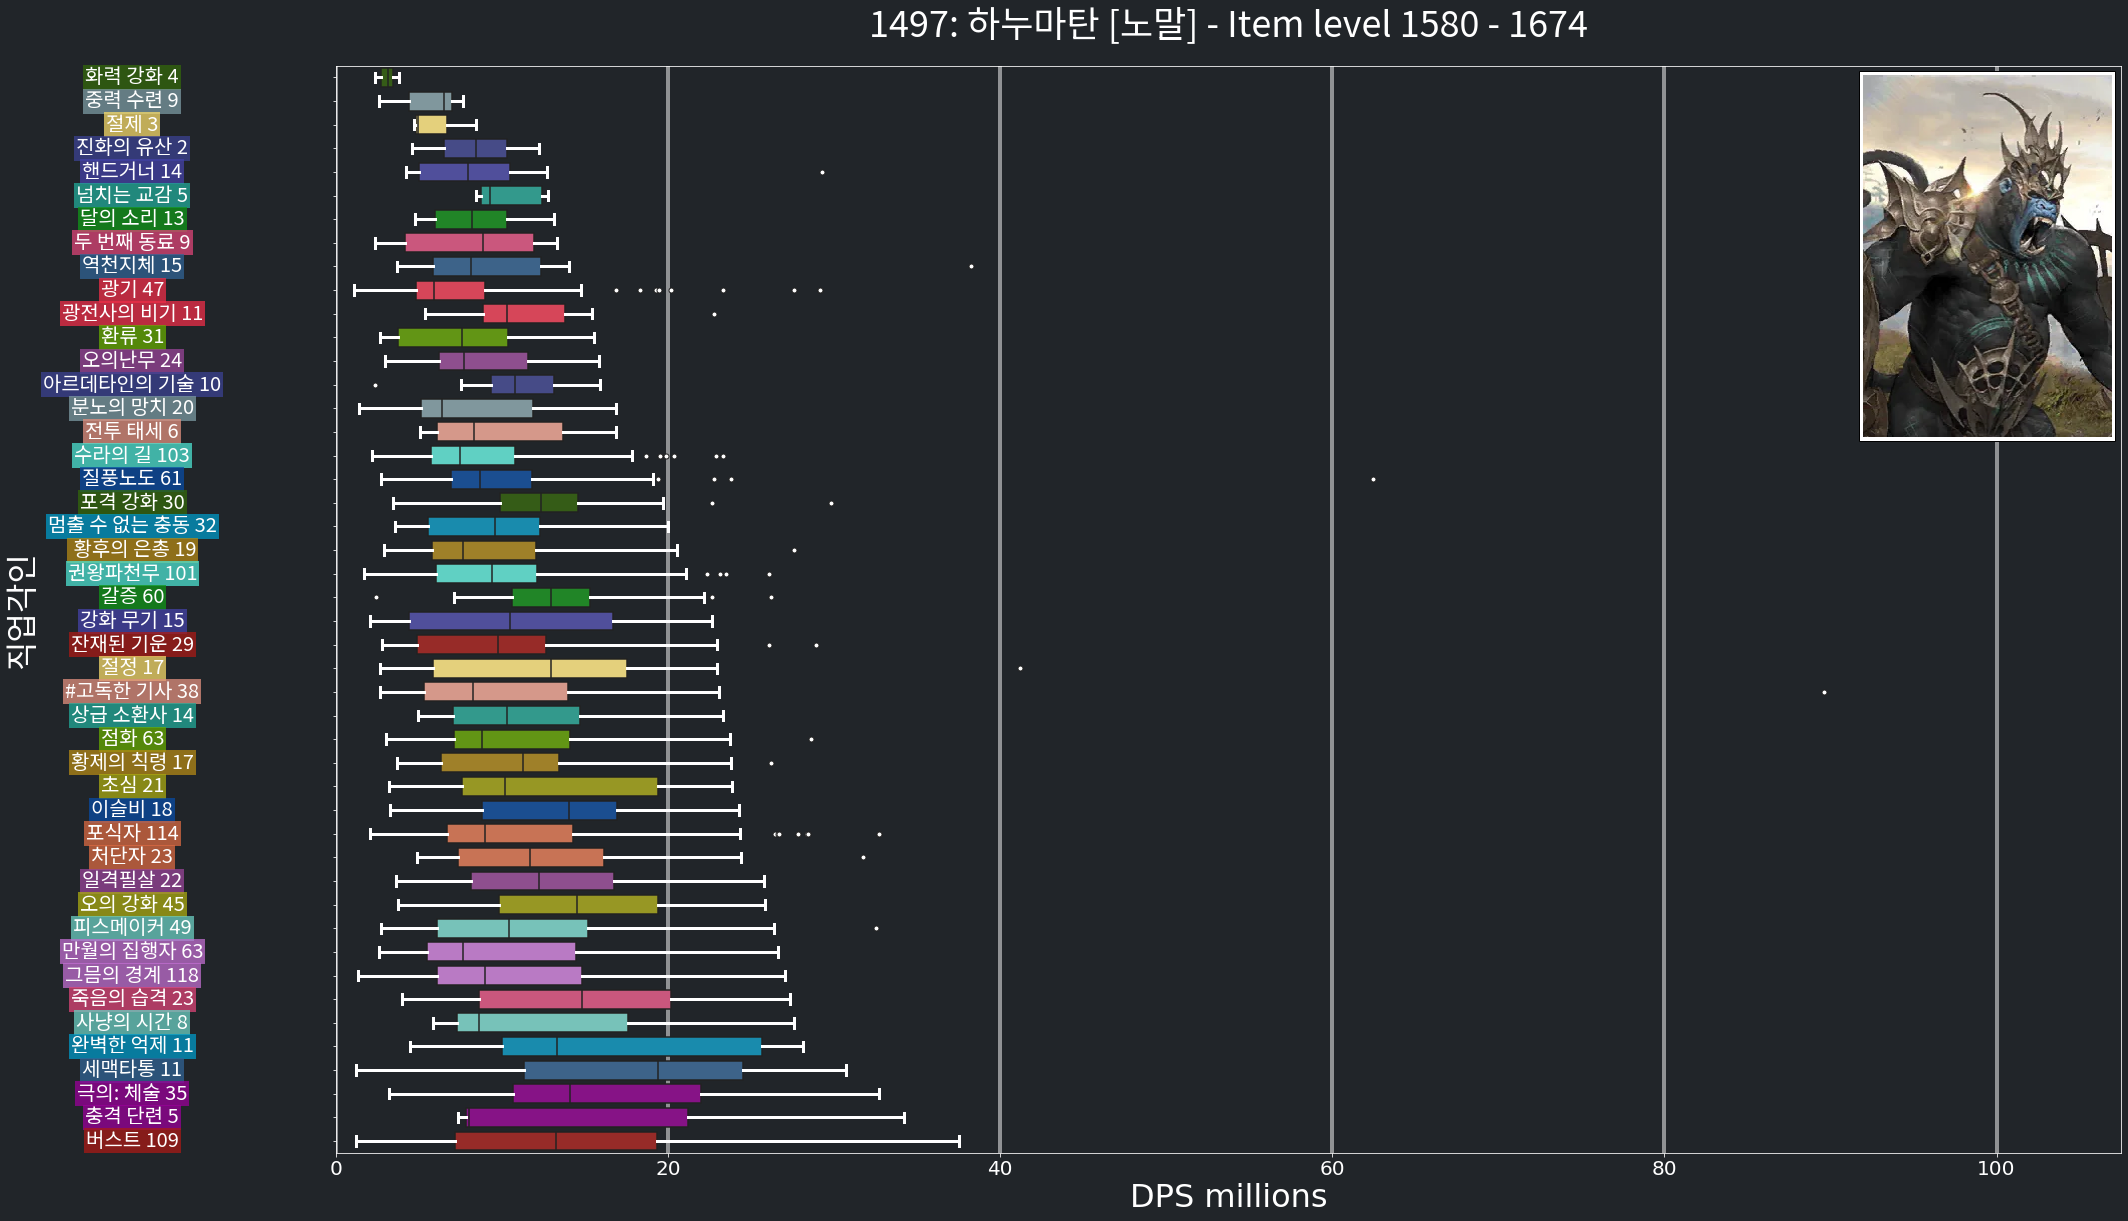 1497: 하누마탄 [노말] - Item level 1580 - 1674
화력 강화 4
중력 수련 9
절제 3
진화의 유산 2
핸드거너 14
넘치는 교감 5
달의 소리 13
두 번째 동료 9
역천지체 15
광기 47
광전사의 비기 11
환류 31
오의난무 24
아르데타인의 기술 10
분노의 망치 20
전투 태세 6
수라의 길 103
질풍노도 61
포격 강화 30
멈출 수 없는 충동 32
황후의 은총 19
권왕파천무 101
갈증 60
강화 무기 15
잔재된 기운 29
절정 17
#고독한 기사 38
상급 소환사 14
점화 63
황제의 칙령 17
초심 21
이슬비 18
포식자 114
처단자 23
일격필살 22
오의 강화 45
피스메이커 49
만월의 집행자 63
그믐의 경계 118
죽음의 습격 23
사냥의 시간 8
완벽한 억제 11
세맥타통 11
극의: 체술 35
충격 단련 5
버스트 109
직업각인
0 20 40 60 80 100
DPS millions